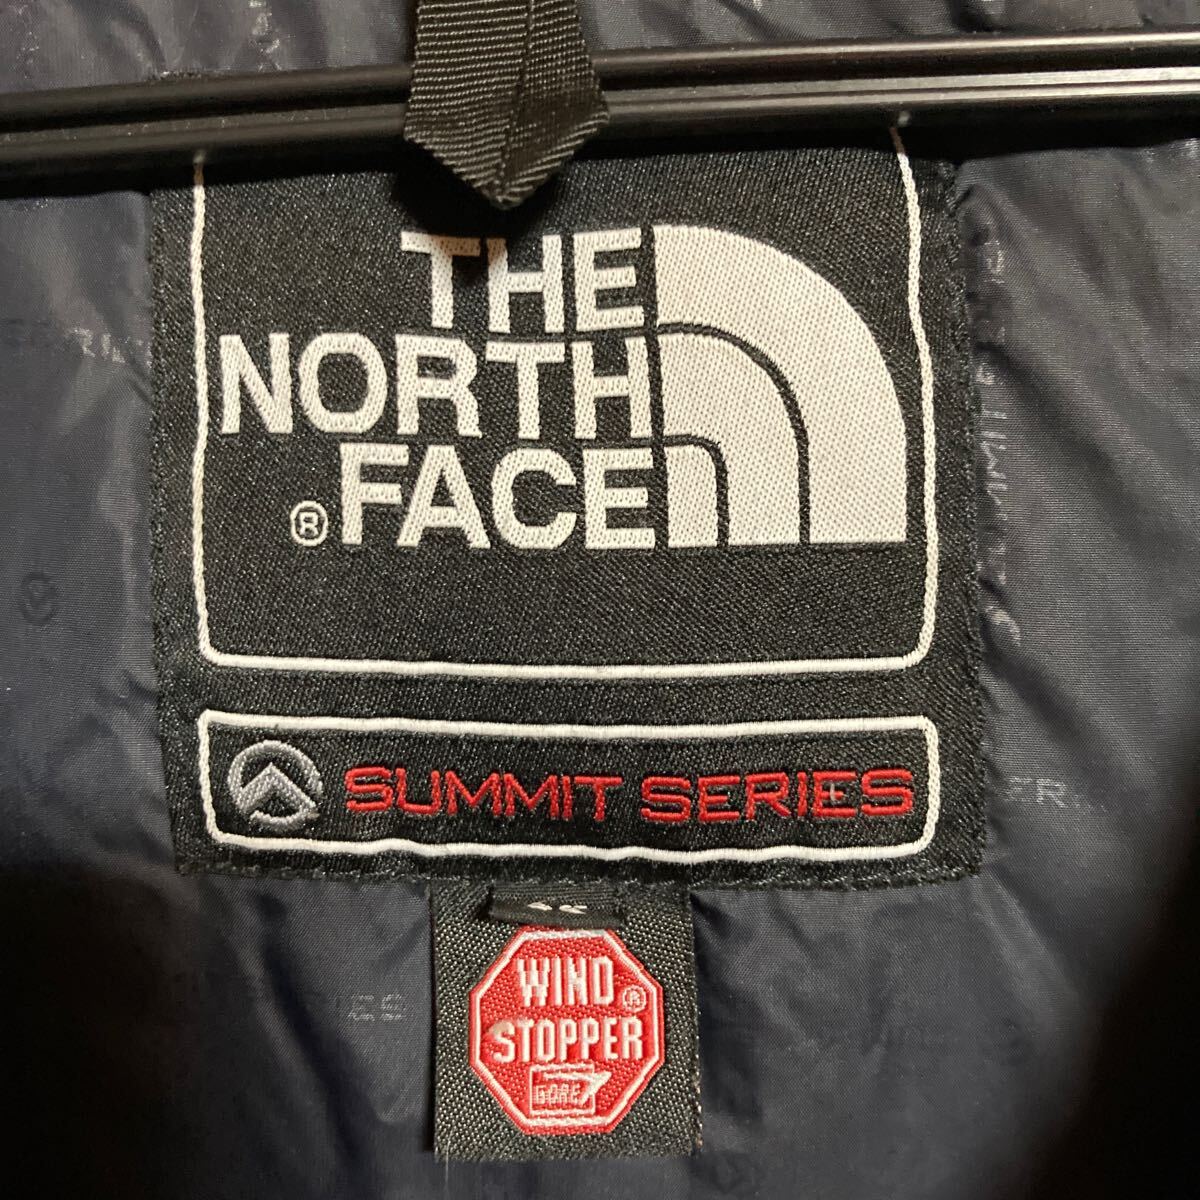 THE
NORTH
® FACE
SUMMIT SERIES
WIND
STOPPER ®
GORE